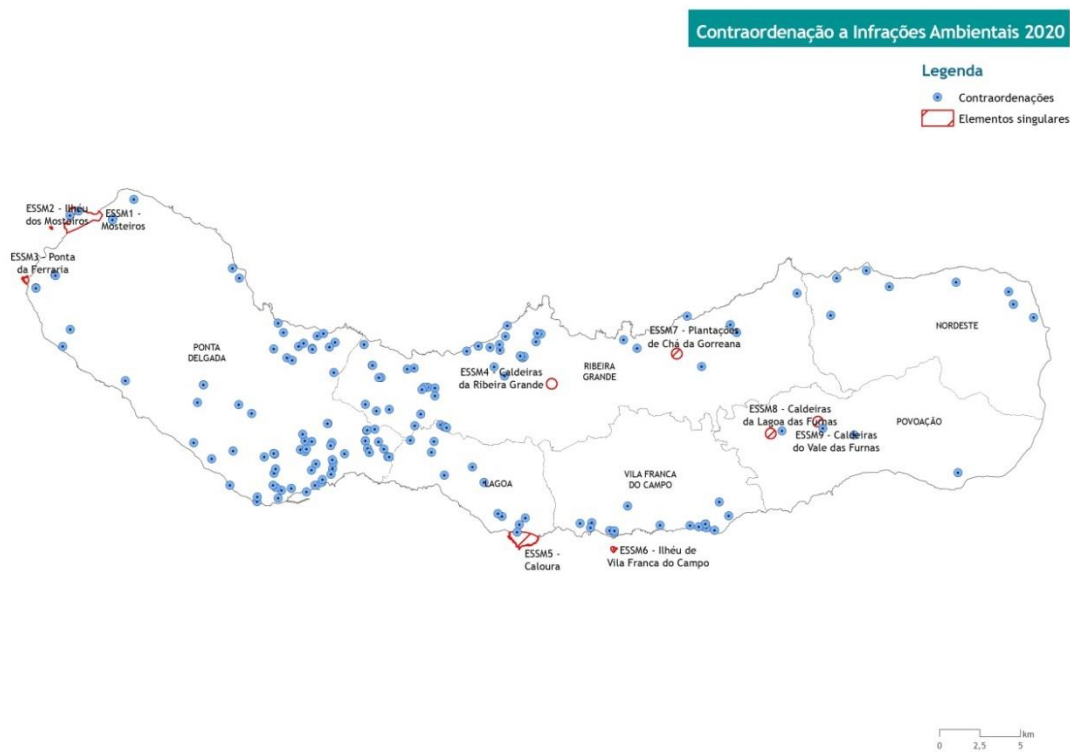 Contraordenação a Infrações Ambientais 2020
Legenda
Contraordenações
Elementos singulares
ESSM2 - Ilhéu
dos Mosteiros
ESSM1 -
Mosteiros
ESSM3 - Ponta
da Ferraria
PONTA
DELGADA
ESSM4 - Caldeiras
da Ribeira Grande
RIBEIRA
GRANDE
ESSM7 - Plantações
de Chá da Gorreana
NORDESTE
ESSM8 - Caldeiras
da Lagoa das Furnas
ESSM9 - Caldeiras
do Vale das Furnas
POVOAÇÃO
LAGOA
VILA FRANCA
DO CAMPO
ESSM5 -
Caloura
ESSM6 - Ilhéu de
Vila Franca do Campo
km
0 2,5 5